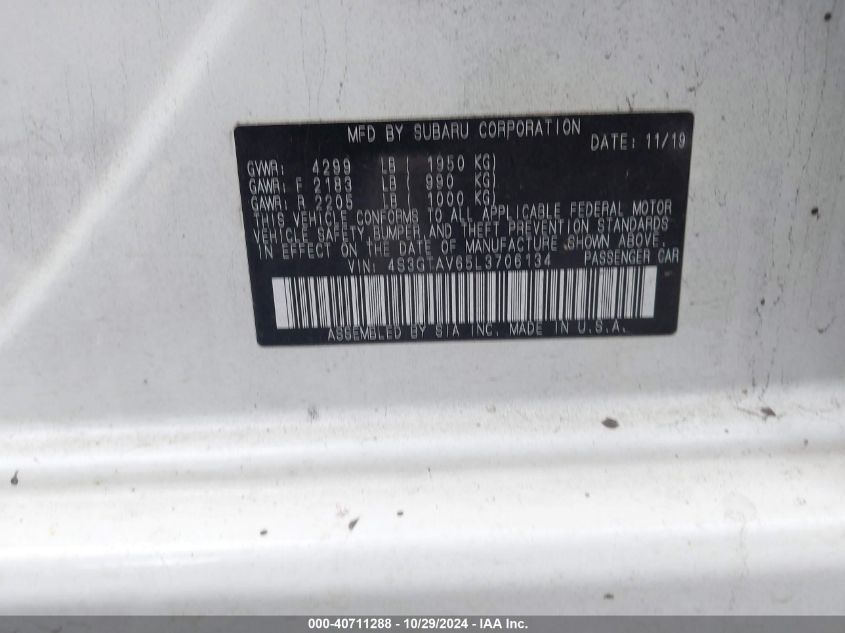 MFD BY SUBARU CORPORATION
DATE: 11/19
GVWR: 4299 LB ( 1950 KG)
GAWR: F 2183 LB ( 990 KG)
GAWR: R 2205 LB ( 1000 KG)
THIS VEHICLE CONFORMS TO ALL APPLICABLE FEDERAL MOTOR
VEHICLE SAFETY, BUMPER, AND THEFT PREVENTION STANDARDS
IN EFFECT ON THE DATE OF MANUFACTURE SHOWN ABOVE.
VIN: 4S3GTAV65L3706134 PASSENGER CAR
ASSEMBLED BY SIA INC. MADE IN U.S.A.
000-40711288 - 10/29/2024 - IAA Inc.